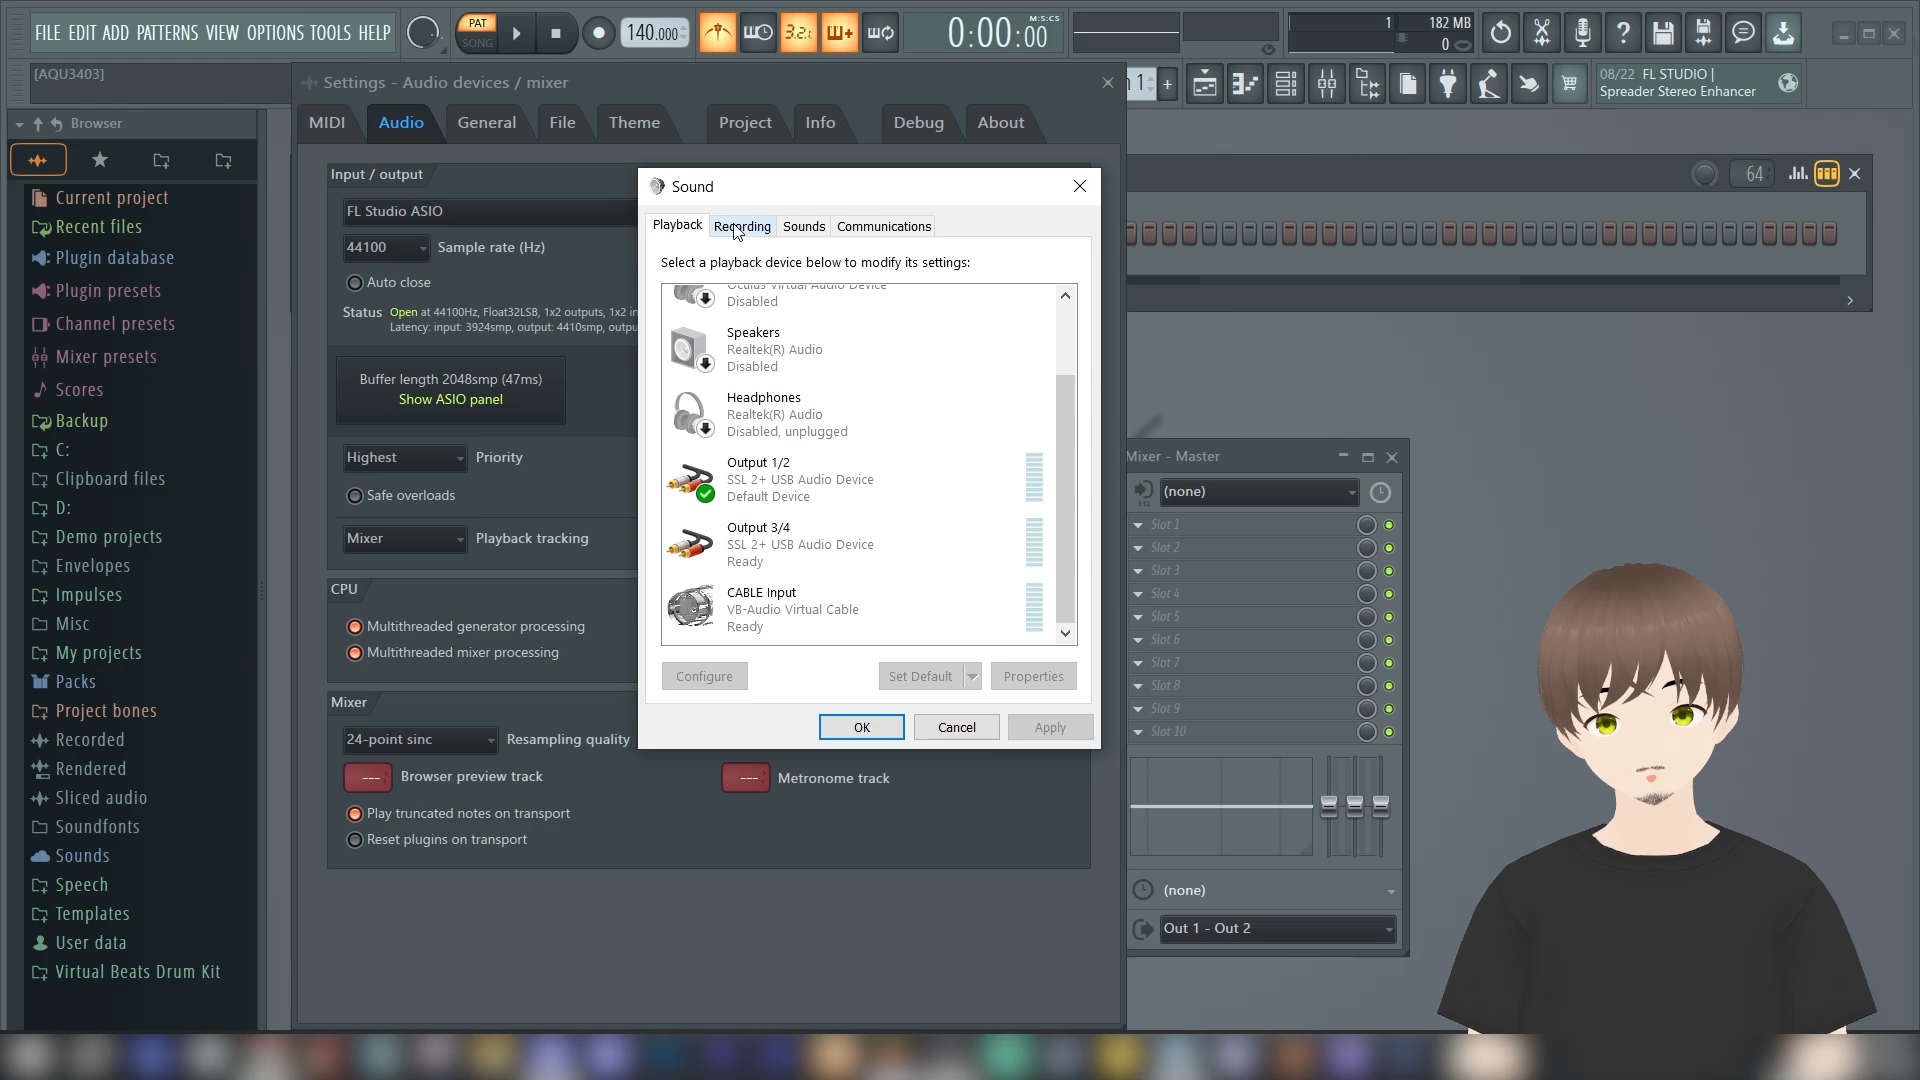 FILE EDIT ADD PATTERNS VIEW OPTIONS TOOLS HELP
PAT
SONG
140.000
3.2.
0:00:00
M:S:CS
1
182 MB
0
[AQU3403]
08/22 FL STUDIO |
Spreader Stereo Enhancer
Browser
Current project
Recent files
Plugin database
Plugin presets
Channel presets
Mixer presets
Scores
Backup
C:
Clipboard files
D:
Demo projects
Envelopes
Impulses
Misc
My projects
Packs
Project bones
Recorded
Rendered
Sliced audio
Soundfonts
Sounds
Speech
Templates
User data
Virtual Beats Drum Kit
Settings - Audio devices / mixer
MIDI
Audio
General
File
Theme
Project
Info
Debug
About
Input / output
FL Studio ASIO
44100
Sample rate (Hz)
Auto close
Status
Open at 44100Hz, Float32LSB, 1x2 outputs, 1x2 in
Latency: input: 3924smp, output: 4410smp, outpu
Buffer length 2048smp (47ms)
Show ASIO panel
Highest
Priority
Safe overloads
Mixer
Playback tracking
CPU
Multithreaded generator processing
Multithreaded mixer processing
Mixer
24-point sinc
Resampling quality
---
Browser preview track
---
Metronome track
Play truncated notes on transport
Reset plugins on transport
Sound
Playback
Recording
Sounds
Communications
Select a playback device below to modify its settings:
Oculus Virtual Audio Device
Disabled
Speakers
Realtek(R) Audio
Disabled
Headphones
Realtek(R) Audio
Disabled, unplugged
Output 1/2
SSL 2+ USB Audio Device
Default Device
Output 3/4
SSL 2+ USB Audio Device
Ready
CABLE Input
VB-Audio Virtual Cable
Ready
Configure
Set Default
Properties
OK
Cancel
Apply
64
Mixer - Master
(none)
EQ
Slot 1
Slot 2
Slot 3
Slot 4
Slot 5
Slot 6
Slot 7
Slot 8
Slot 9
Slot 10
(none)
Out 1 - Out 2